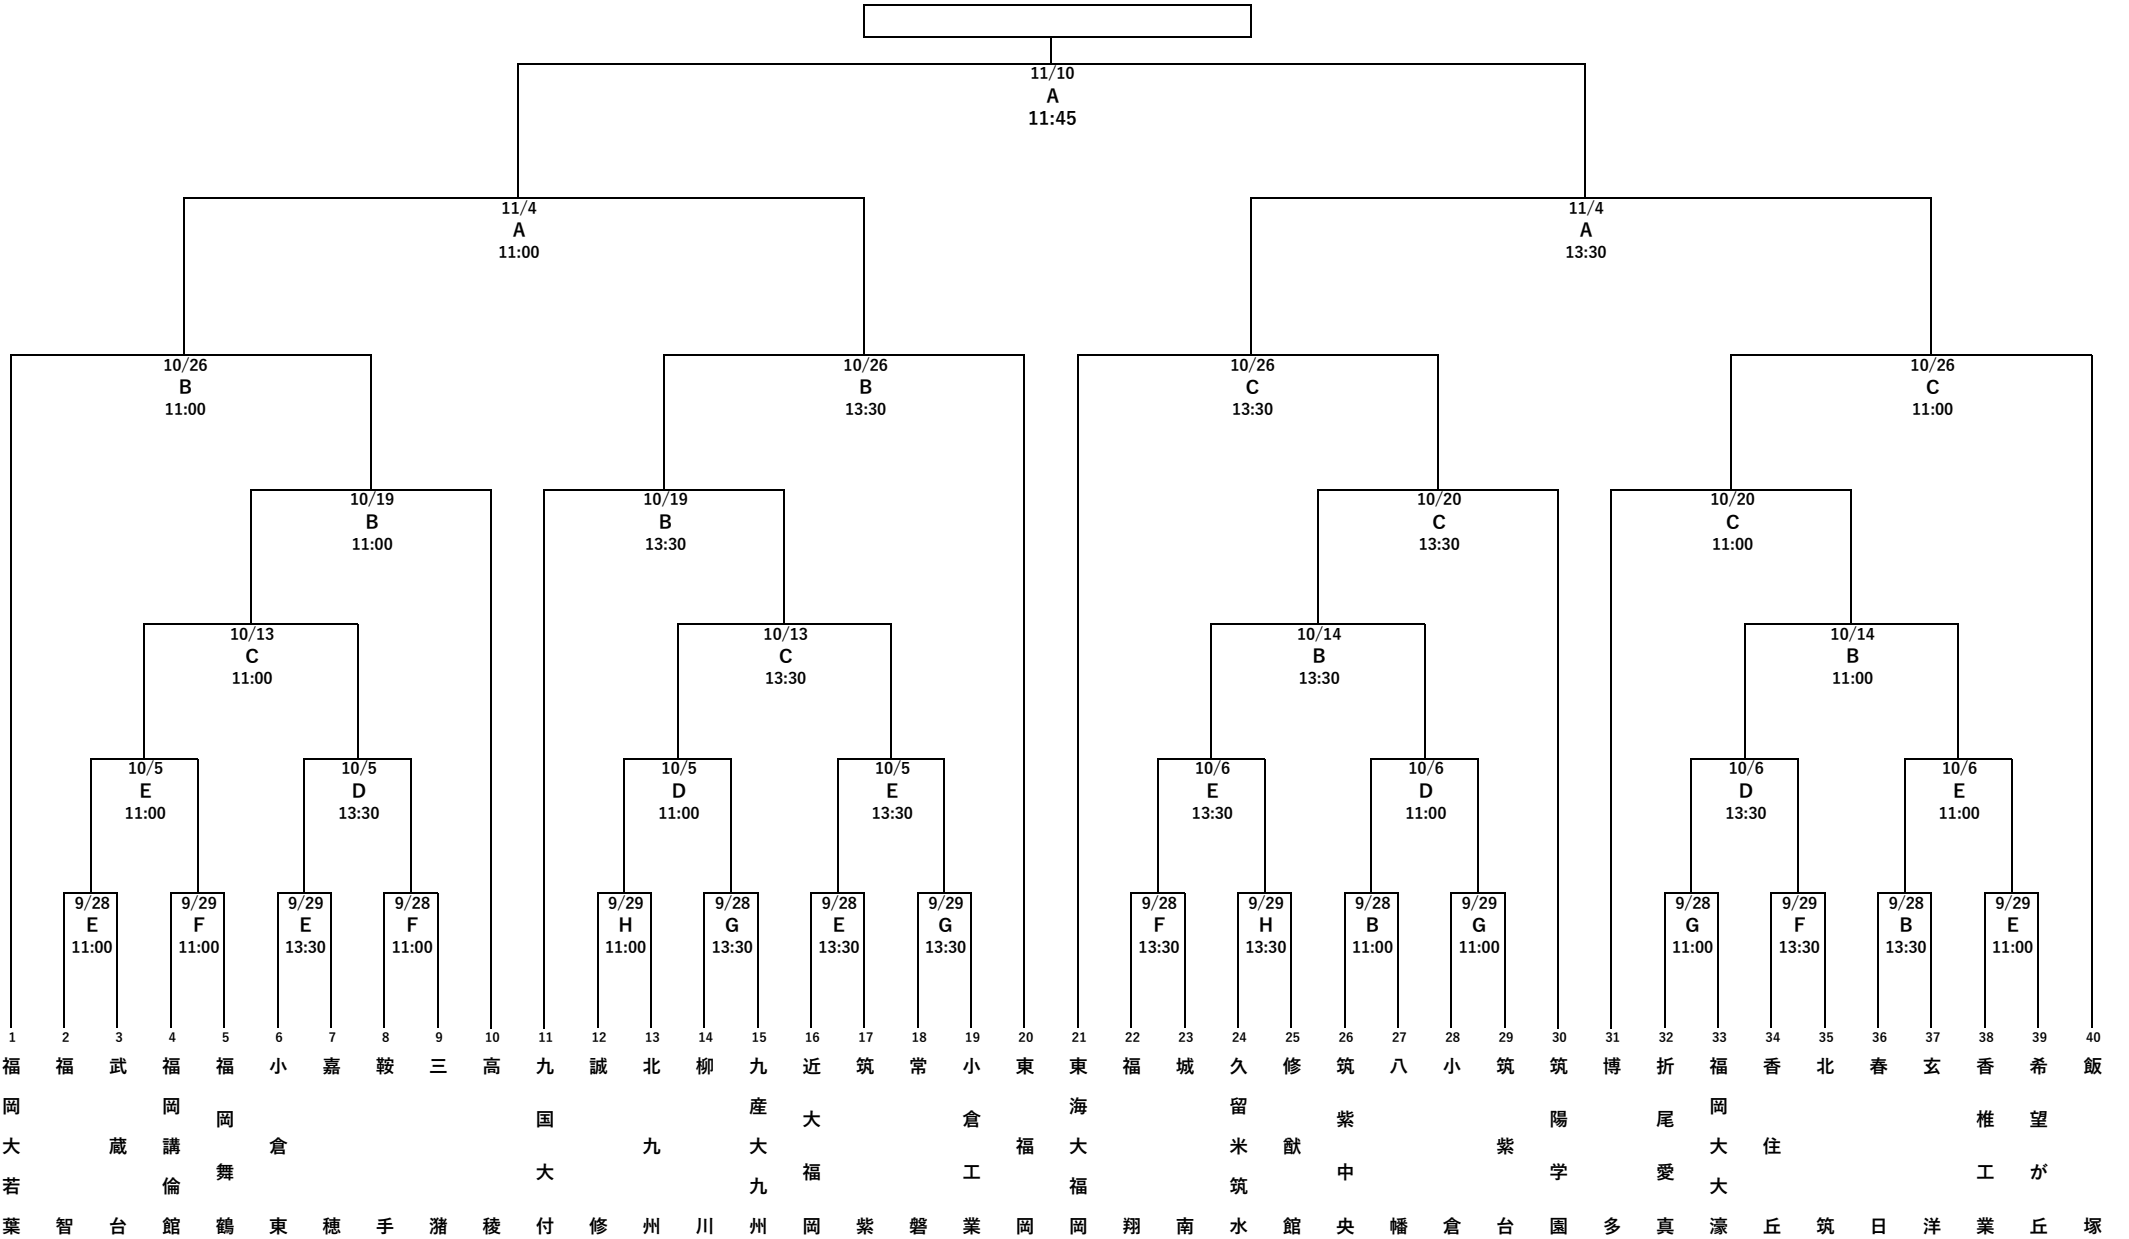 11/10
A
11:45
11/4
A
11:00
11/4
A
13:30
10/26
B
11:00
10/26
B
13:30
10/26
C
13:30
10/26
C
11:00
10/19
B
11:00
10/19
B
13:30
10/20
C
13:30
10/20
C
11:00
10/13
C
11:00
10/13
C
13:30
10/14
B
13:30
10/14
B
11:00
10/5
E
11:00
10/5
D
13:30
10/5
D
11:00
10/5
E
13:30
10/6
E
13:30
10/6
D
11:00
10/6
D
13:30
10/6
E
11:00
9/28
E
11:00
9/29
F
11:00
9/29
E
13:30
9/28
F
11:00
9/29
H
11:00
9/28
G
13:30
9/28
E
13:30
9/29
G
13:30
9/28
F
13:30
9/29
H
13:30
9/28
B
11:00
9/29
G
11:00
9/28
G
11:00
9/29
F
13:30
9/28
B
13:30
9/29
E
11:00
1
福岡大若葉
2
福智
3
武蔵台
4
福岡講倫館
5
福岡舞鶴
6
小倉東
7
嘉穂
8
鞍手
9
三潴
10
高稜
11
九国大付
12
誠修
13
北九州
14
柳川
15
九産大九州
16
近大福岡
17
筑紫
18
常磐
19
小倉工業
20
東福岡
21
東海大福岡
22
福翔
23
城南
24
久留米筑水
25
修猷館
26
筑紫中央
27
八幡
28
小倉
29
筑紫台
30
筑陽学園
31
博多
32
折尾愛真
33
福岡大大濠
34
香住丘
35
北筑
36
春日
37
玄洋
38
香椎工業
39
希望が丘
40
飯塚